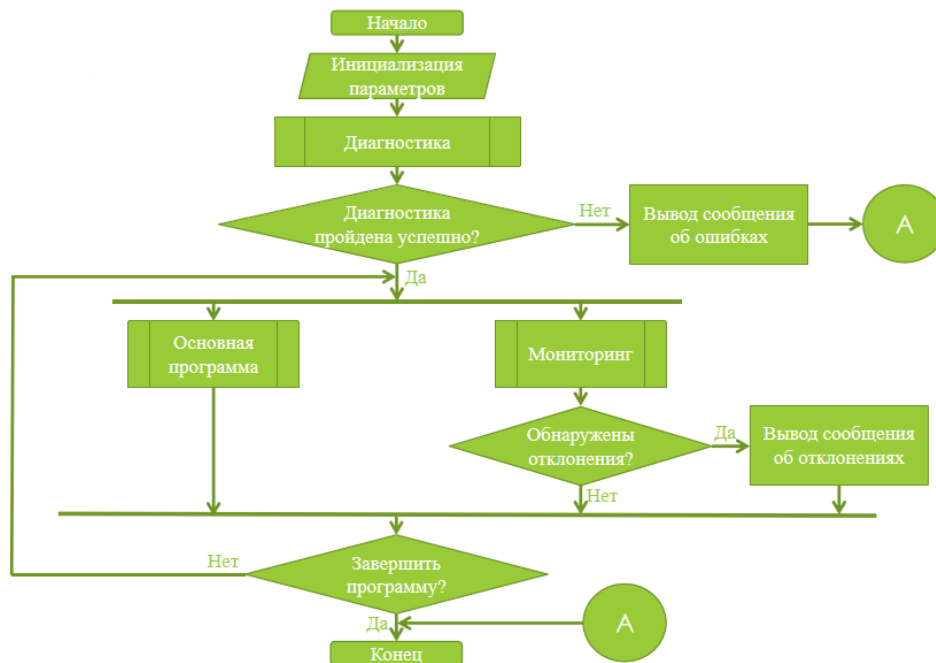 Начало
Инициализация
параметров
Диагностика
Диагностика
пройдена успешно?
Нет
Вывод сообщения
об ошибках
А
Да
Основная
программа
Мониторинг
Обнаружены
отклонения?
Да
Вывод сообщения
об отклонениях
Нет
Завершить
программу?
Нет
Да
А
Конец